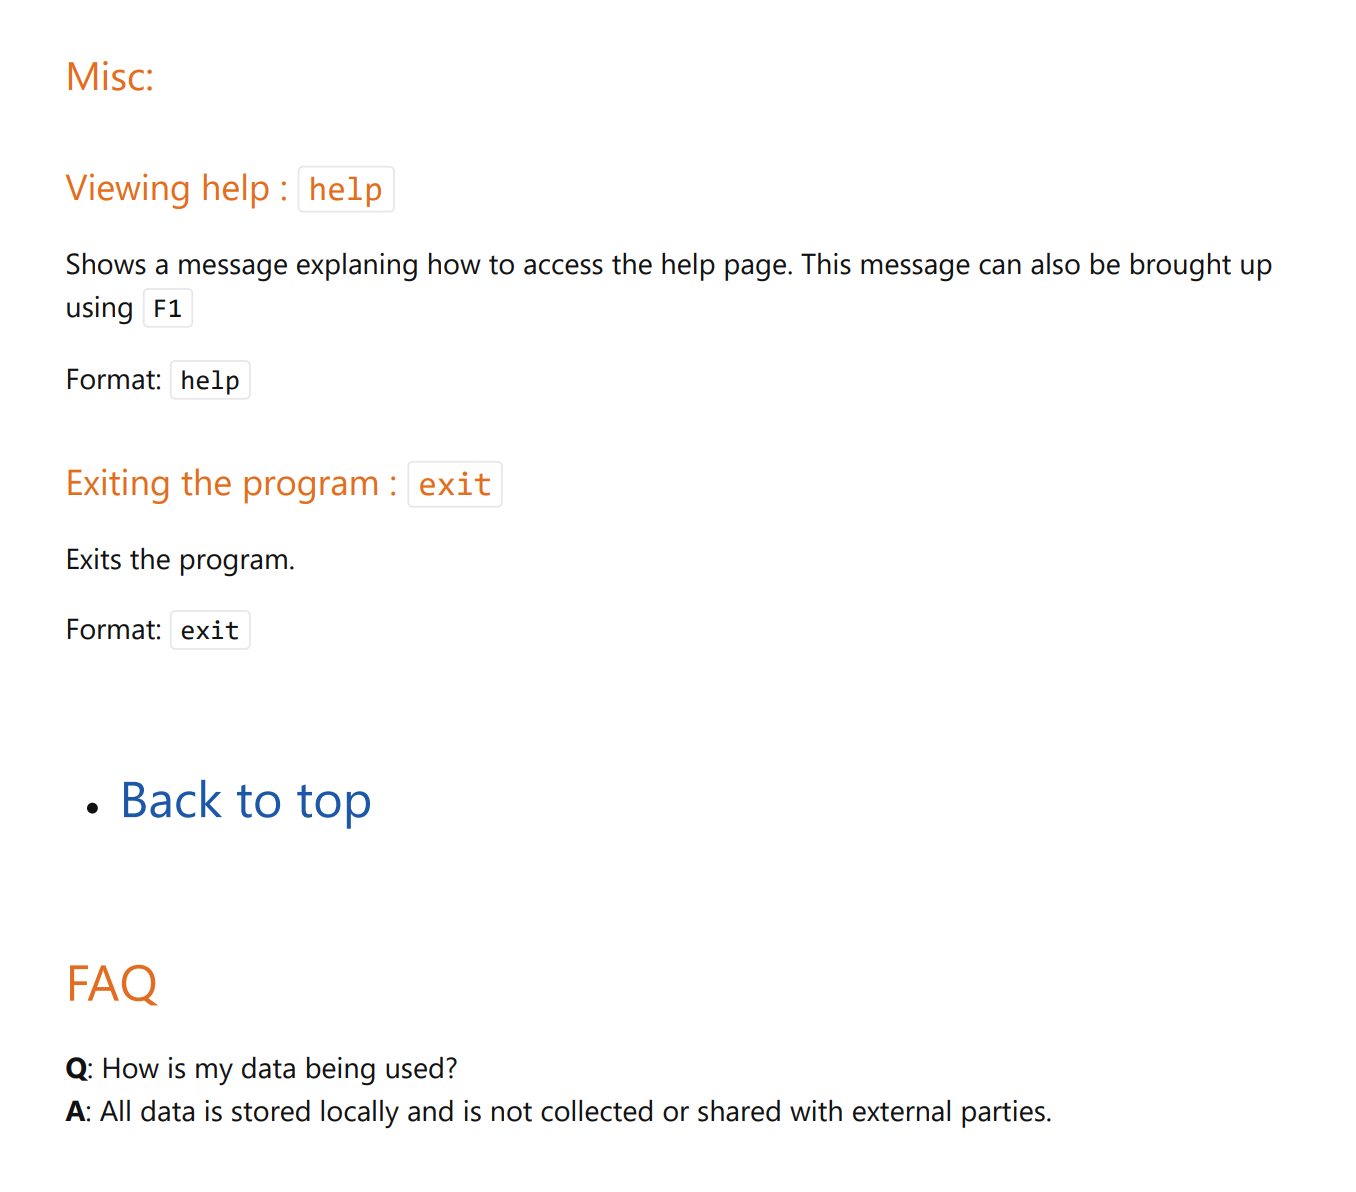 Misc:
Viewing help : help
Shows a message explaning how to access the help page. This message can also be brought up
using F1
Format: help
Exiting the program : exit
Exits the program.
Format: exit
• Back to top
FAQ
Q: How is my data being used?
A: All data is stored locally and is not collected or shared with external parties.